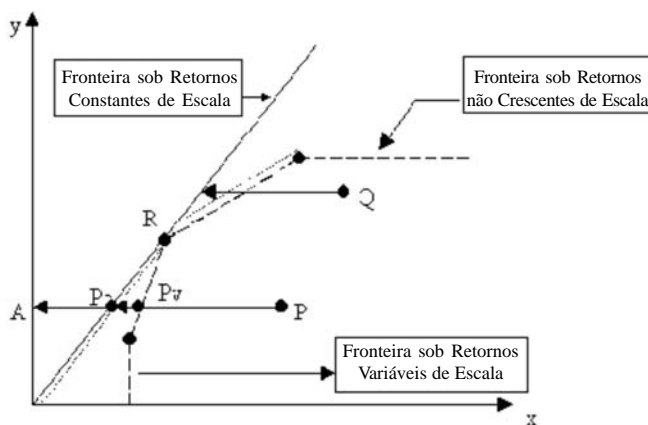 y
Fronteira sob Retornos
Constantes de Escala
Fronteira sob Retornos
não Crescentes de Escala
R
Q
A
Pv
P
Fronteira sob Retornos
Variáveis de Escala
x